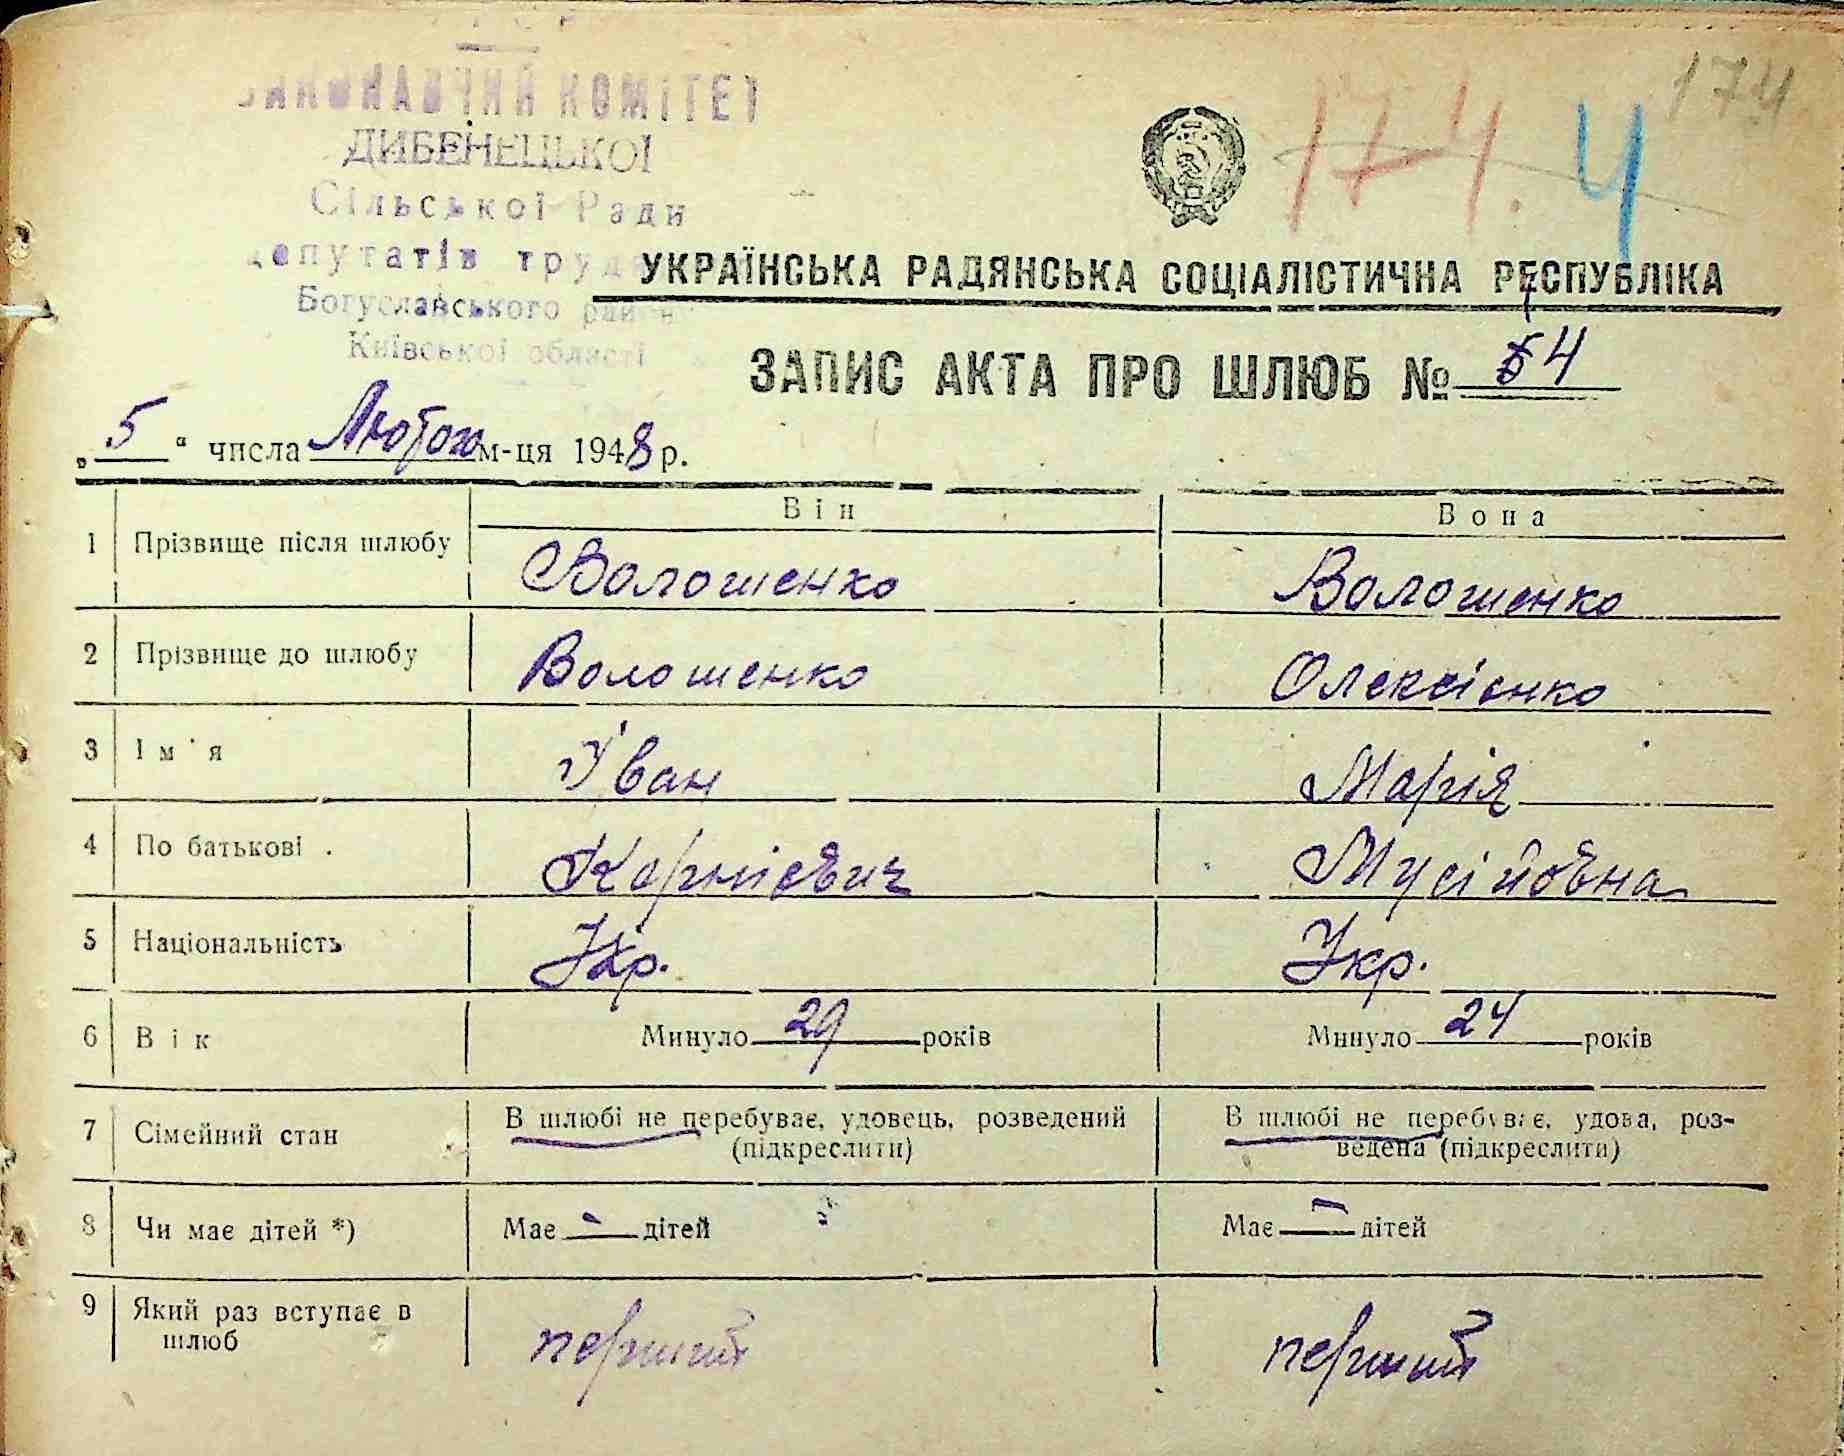 ВИКОНАВЧИЙ КОМІТЕТ
ДИБЕНЕЦЬКОЇ
Сільської Ради
депутатів труд
Богуславського району
Київської області
174
174. 4
УКРАЇНСЬКА РАДЯНСЬКА СОЦІАЛІСТИЧНА РЕСПУБЛІКА
ЗАПИС АКТА ПРО ШЛЮБ № 4
„5“ числа Лютого м-ця 1948 р.
Він Вона
1 Прізвище після шлюбу Волошенко Волошенко
2 Прізвище до шлюбу Волошенко Олексієнко
3 Ім'я Іван Марія
4 По батькові Корнієвич Мусійовна
5 Національність Укр. Укр.
6 Вік Минуло 29 років Минуло 24 років
7 Сімейний стан В шлюбі не перебуває, удовець, розведений В шлюбі не перебуває, удова, роз-
(підкреслити) ведена (підкреслити)
8 Чи має дітей *) Має — дітей Має — дітей
9 Який раз вступає в
шлюб перший перший